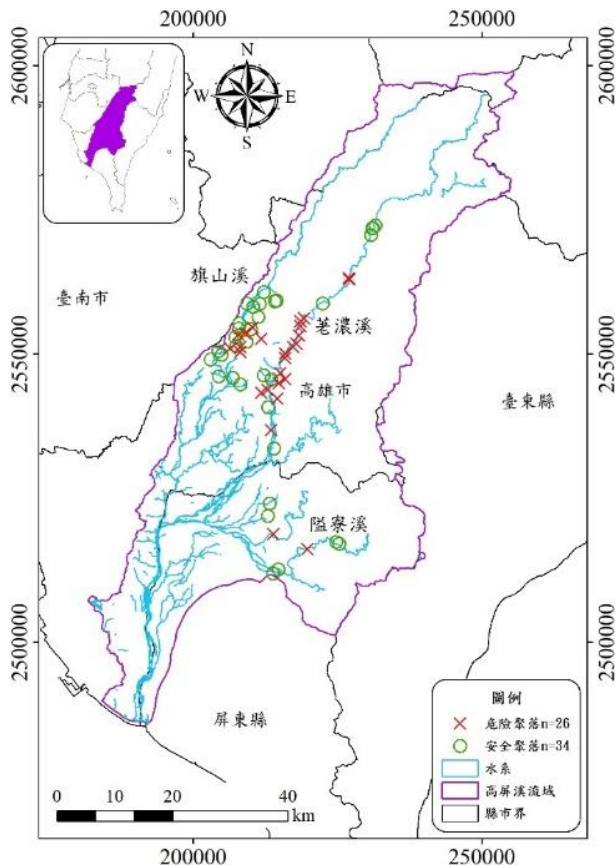 200000 250000
N
W E
S
2600000 2600000
旗山溪
臺南市
荖濃溪
2550000 2550000
高雄市
臺東縣
隘寮溪
2500000 2500000
屏東縣
圖例
危險聚落n=26
安全聚落n=34
水系
高屏溪流域
縣市界
0 10 20 40
km
200000 250000